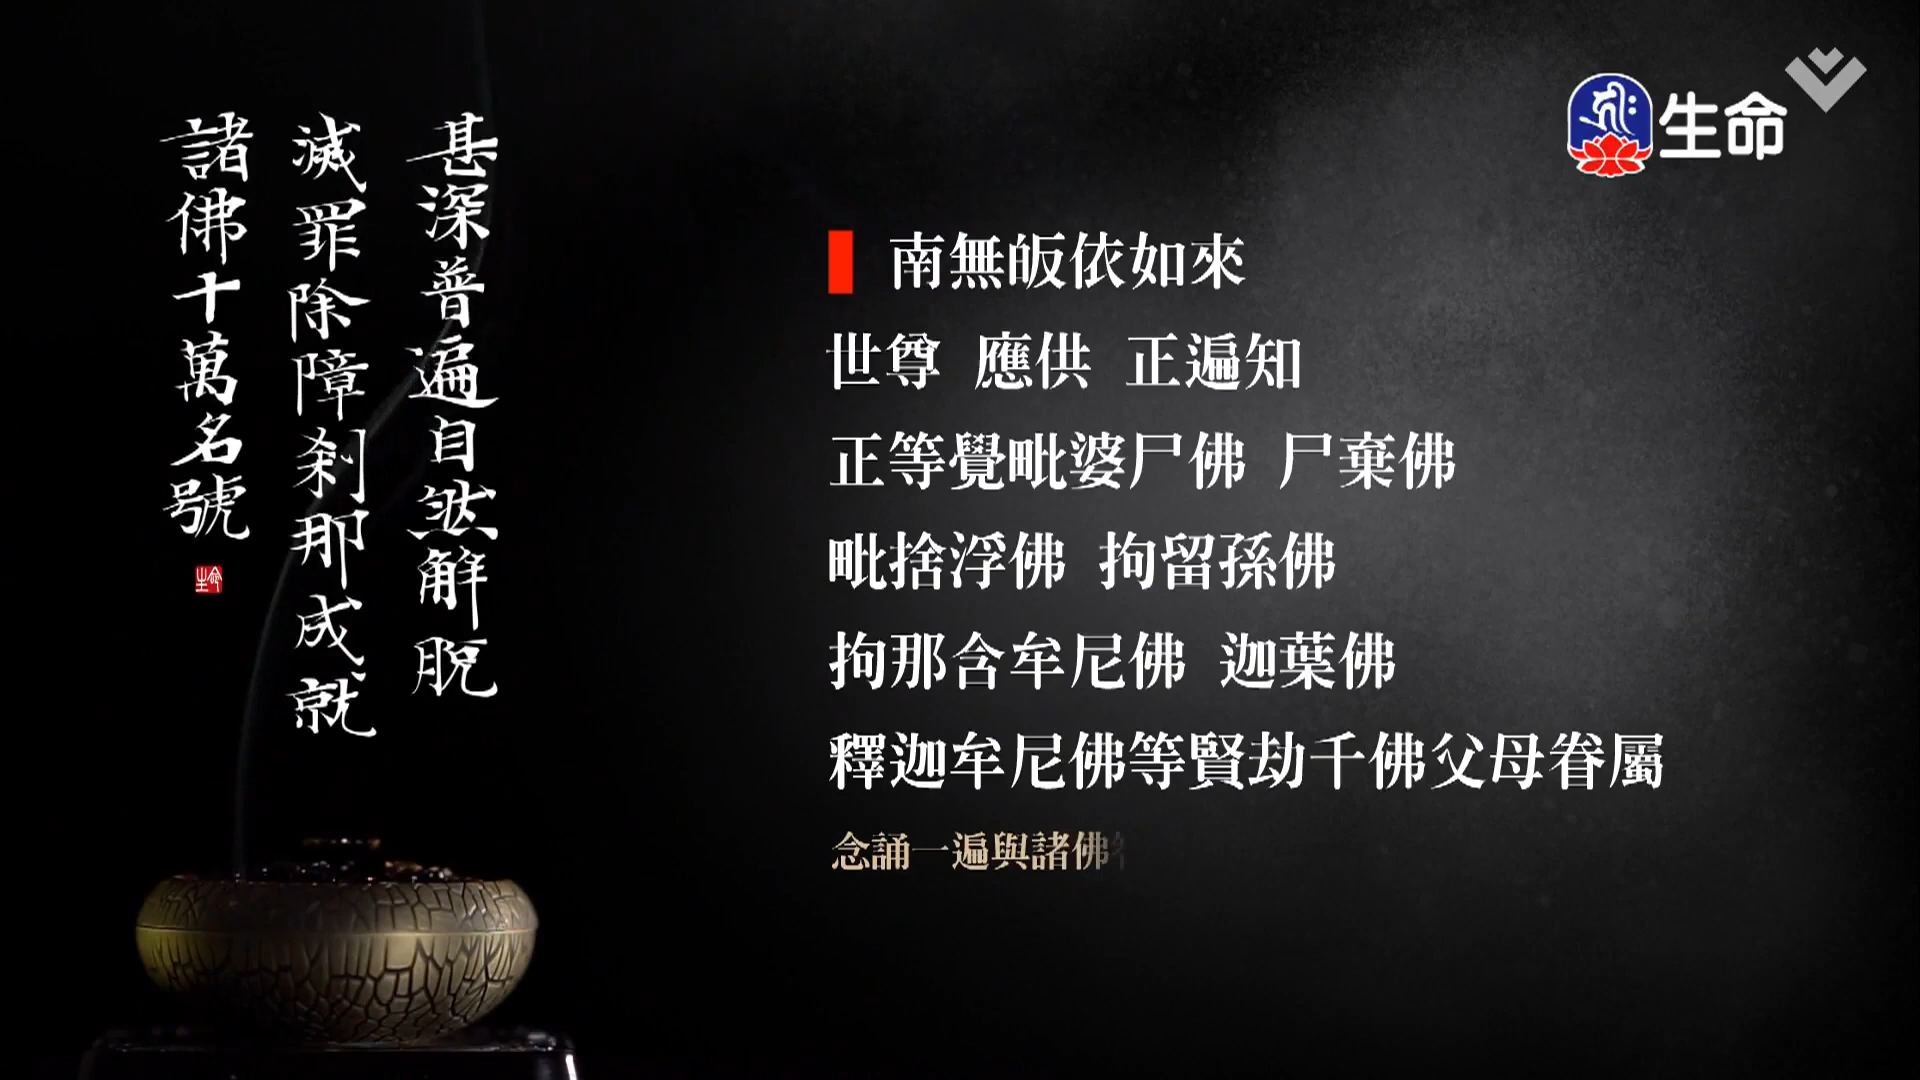 甚深普遍自然解脫
滅罪除障剎那成就
諸佛十萬名號
生命
生命
南無皈依如來
世尊 應供 正遍知
正等覺毗婆尸佛 尸棄佛
毗捨浮佛 拘留孫佛
拘那含牟尼佛 迦葉佛
釋迦牟尼佛等賢劫千佛父母眷屬
念誦一遍與諸佛